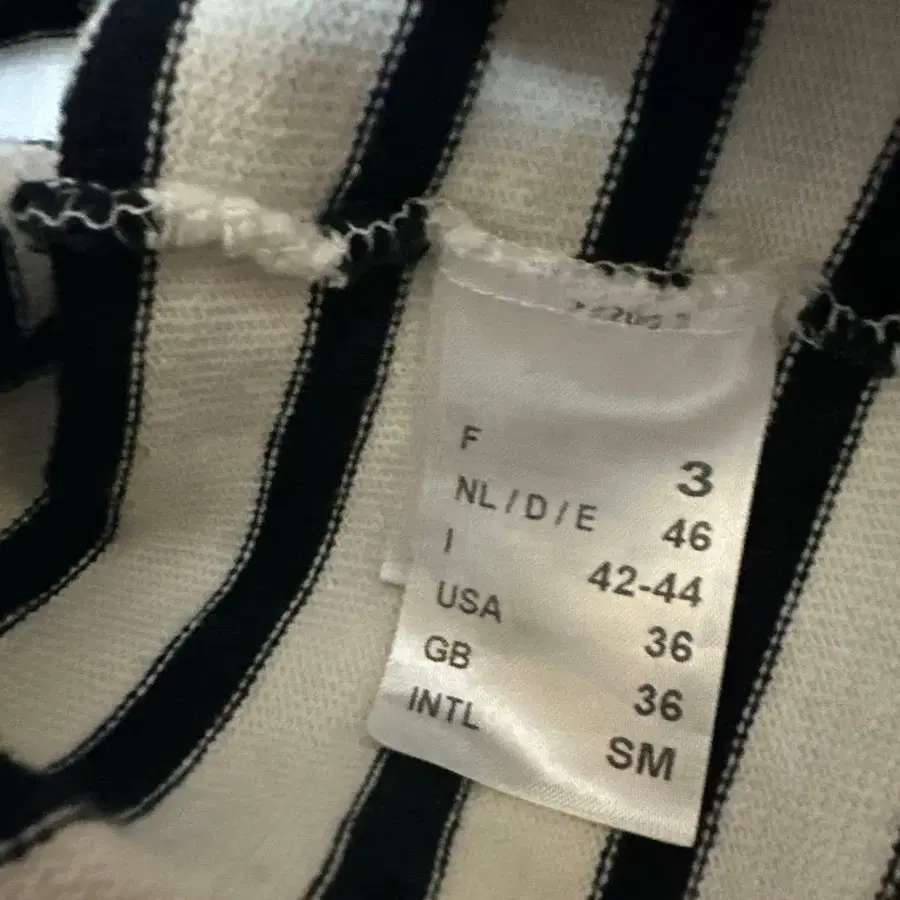 F 3
NL / D / E 46
I 42-44
USA 36
GB 36
INTL SM